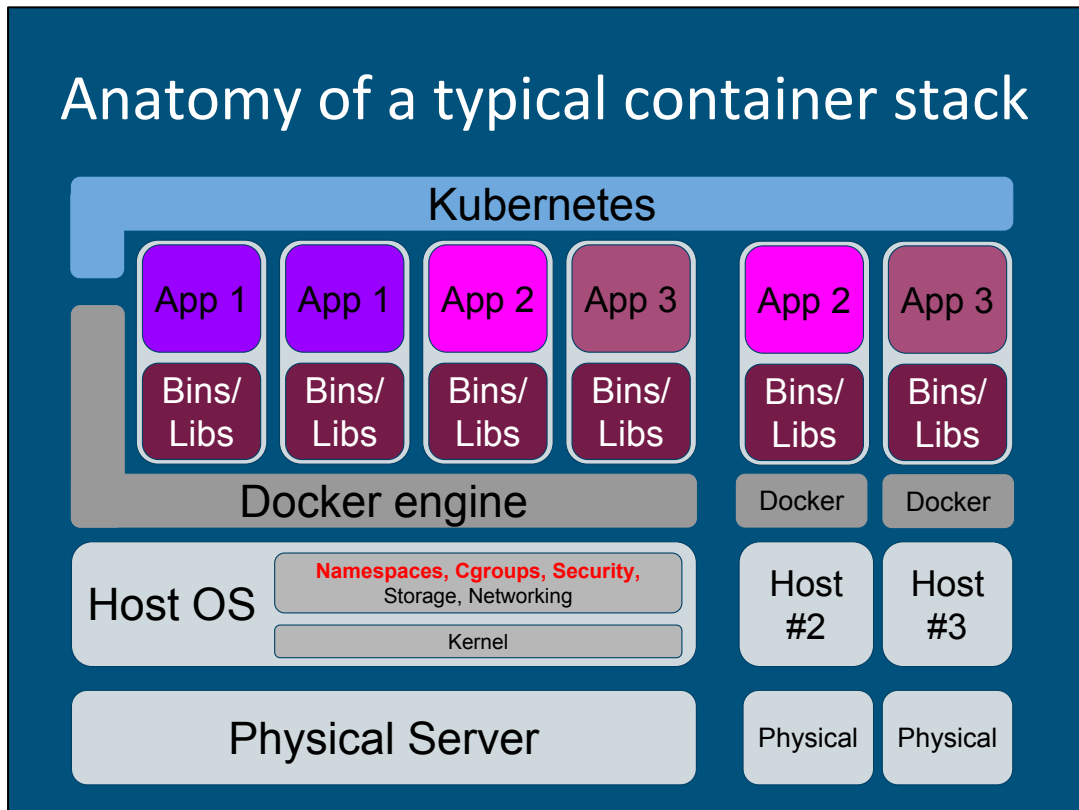 Anatomy of a typical container stack
Kubernetes
App 1
App 1
App 2
App 3
App 2
App 3
Bins/
Libs
Bins/
Libs
Bins/
Libs
Bins/
Libs
Bins/
Libs
Bins/
Libs
Docker engine
Docker
Docker
Host OS
Namespaces, Cgroups, Security,
Storage, Networking
Kernel
Host
#2
Host
#3
Physical Server
Physical
Physical